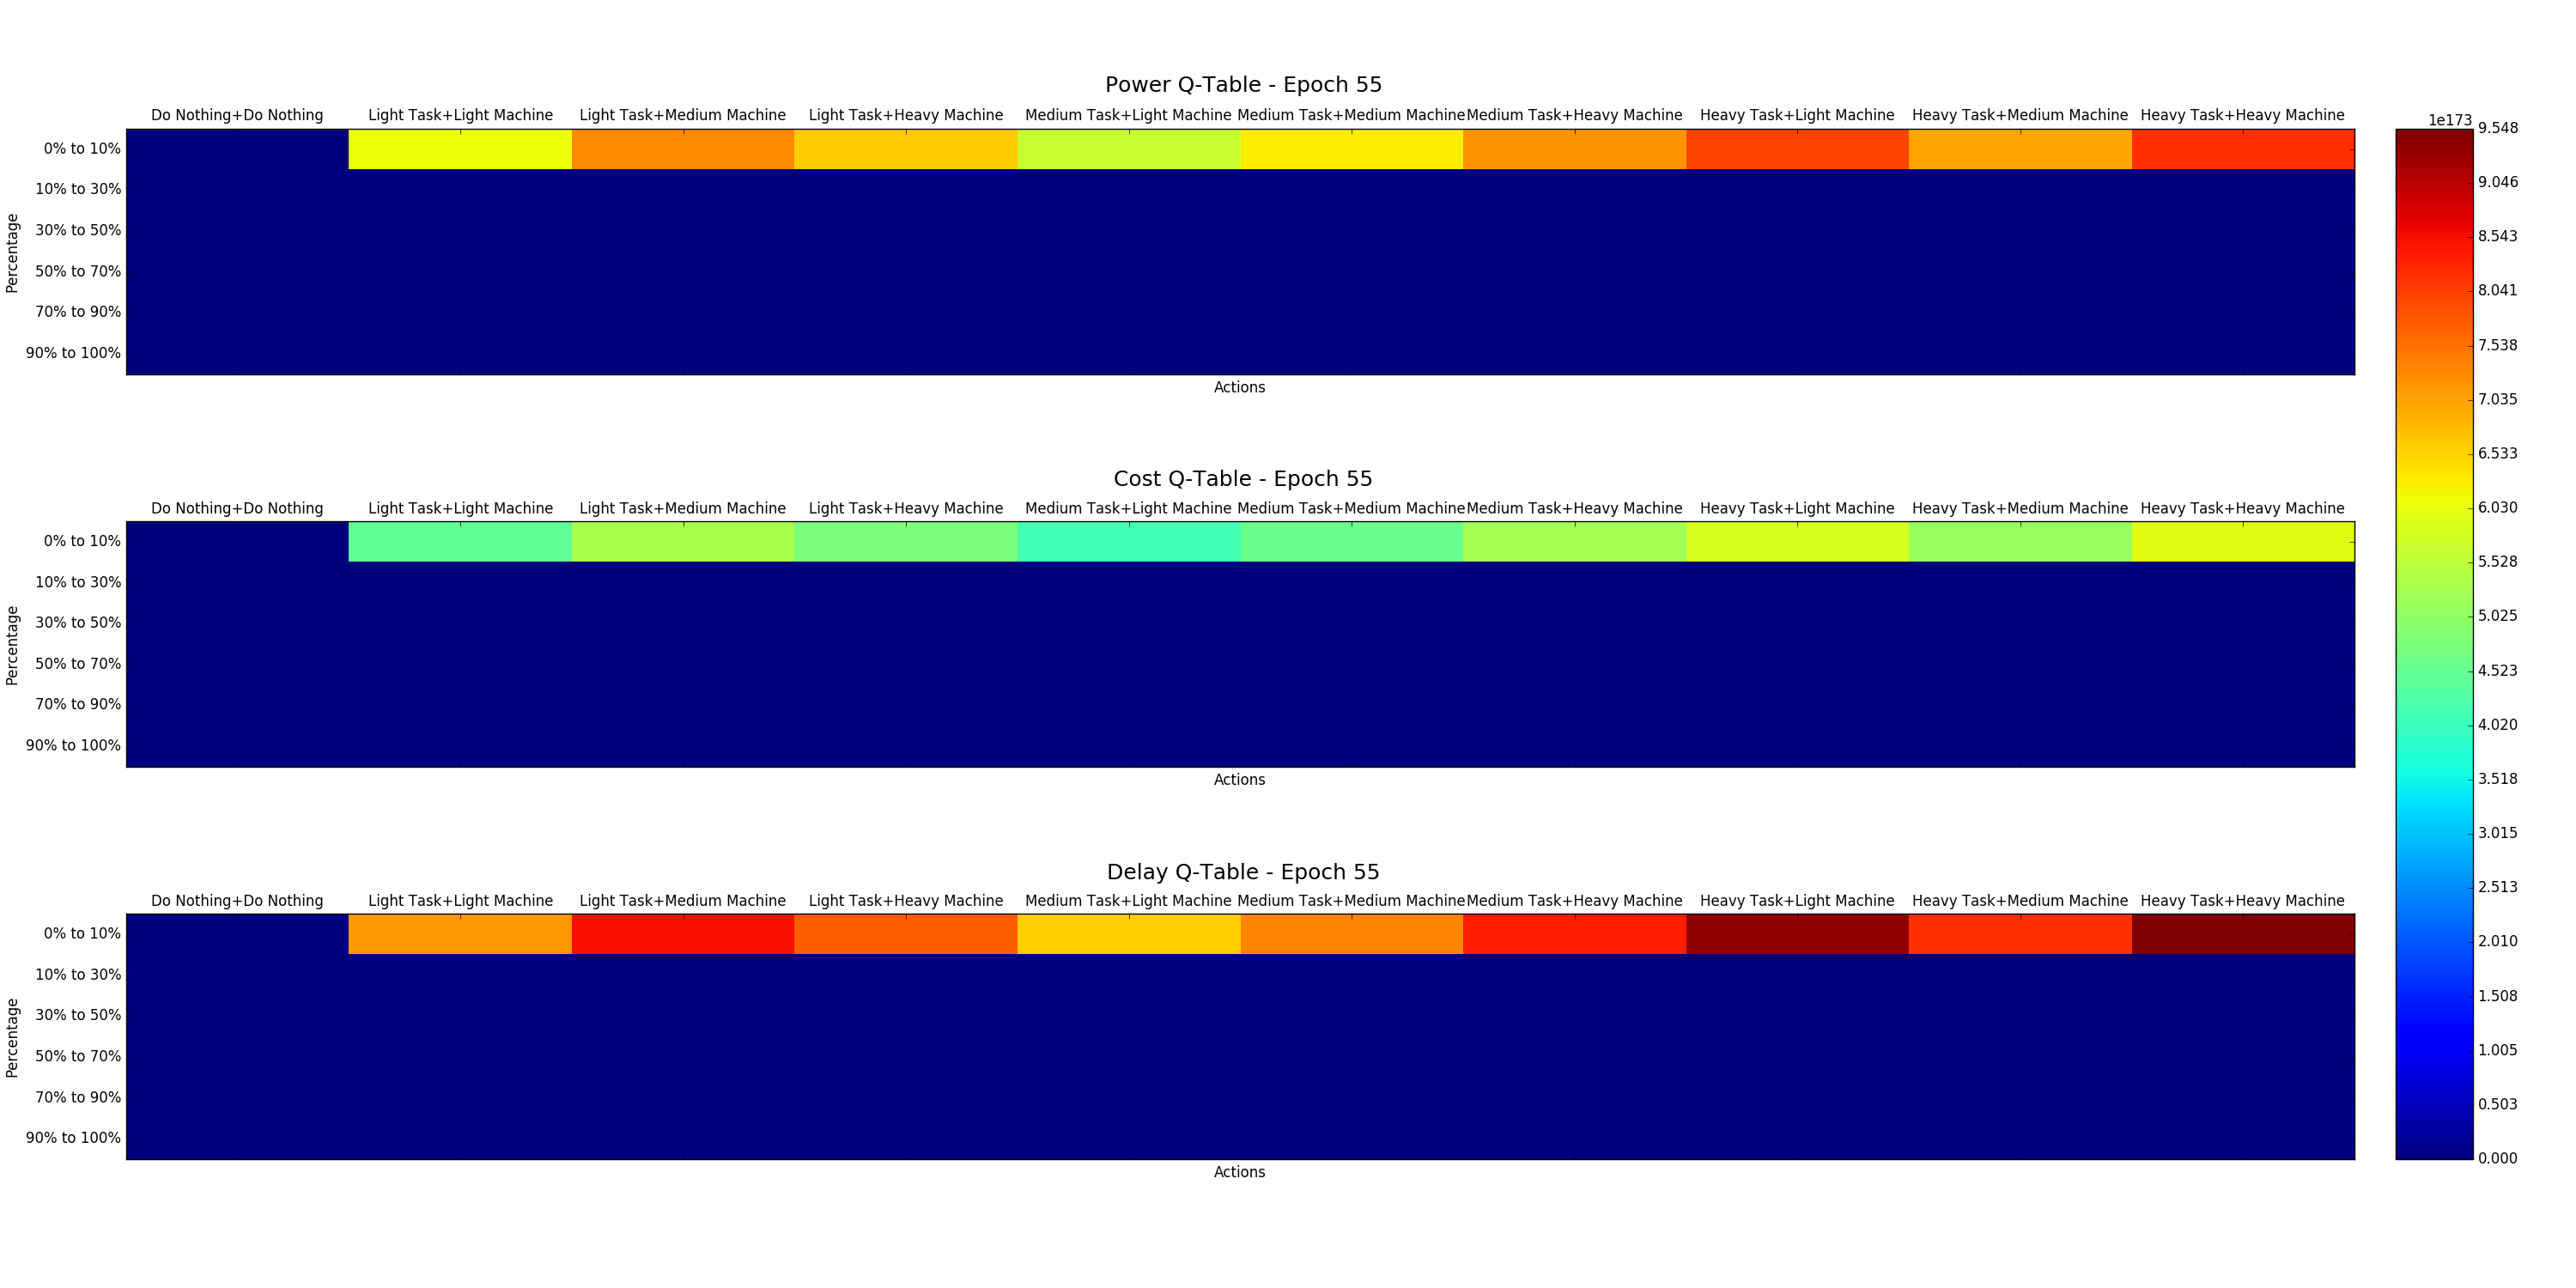 Power Q-Table - Epoch 55
Do Nothing+Do Nothing Light Task+Light Machine Light Task+Medium Machine Light Task+Heavy Machine Medium Task+Light Machine Medium Task+Medium Machine Medium Task+Heavy Machine Heavy Task+Light Machine Heavy Task+Medium Machine Heavy Task+Heavy Machine
Percentage
0% to 10%
10% to 30%
30% to 50%
50% to 70%
70% to 90%
90% to 100%
Actions
Cost Q-Table - Epoch 55
Do Nothing+Do Nothing Light Task+Light Machine Light Task+Medium Machine Light Task+Heavy Machine Medium Task+Light Machine Medium Task+Medium Machine Medium Task+Heavy Machine Heavy Task+Light Machine Heavy Task+Medium Machine Heavy Task+Heavy Machine
Percentage
0% to 10%
10% to 30%
30% to 50%
50% to 70%
70% to 90%
90% to 100%
Actions
Delay Q-Table - Epoch 55
Do Nothing+Do Nothing Light Task+Light Machine Light Task+Medium Machine Light Task+Heavy Machine Medium Task+Light Machine Medium Task+Medium Machine Medium Task+Heavy Machine Heavy Task+Light Machine Heavy Task+Medium Machine Heavy Task+Heavy Machine
Percentage
0% to 10%
10% to 30%
30% to 50%
50% to 70%
70% to 90%
90% to 100%
Actions
1e173
9.548
9.046
8.543
8.041
7.538
7.035
6.533
6.030
5.528
5.025
4.523
4.020
3.518
3.015
2.513
2.010
1.508
1.005
0.503
0.000